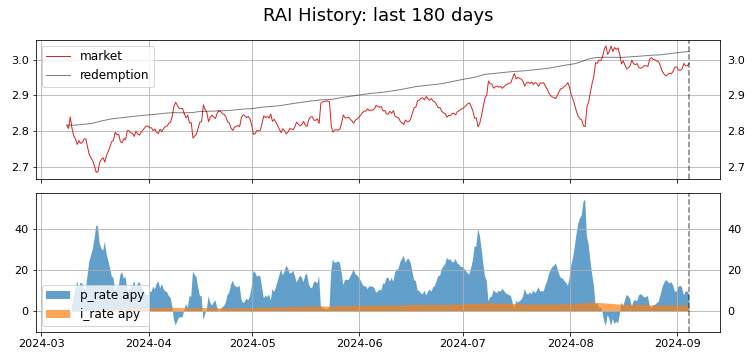 RAI History: last 180 days
market
redemption
3.0 3.0
2.9 2.9
2.8 2.8
2.7 2.7
40 40
20 20
0 0
p_rate apy
i_rate apy
2024-03 2024-04 2024-05 2024-06 2024-07 2024-08 2024-09